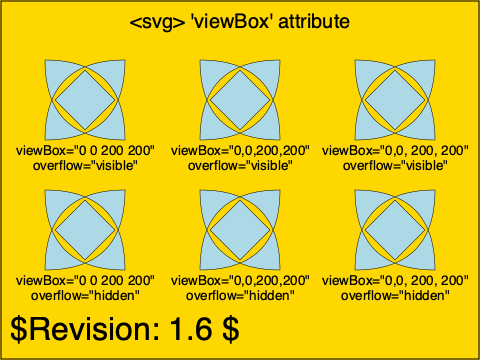 <svg> 'viewBox' attribute
viewBox="0 0 200 200"
overflow="visible"
viewBox="0,0,200,200"
overflow="visible"
viewBox="0,0, 200, 200"
overflow="visible"
viewBox="0 0 200 200"
overflow="hidden"
viewBox="0,0,200,200"
overflow="hidden"
viewBox="0,0, 200, 200"
overflow="hidden"
$Revision: 1.6 $